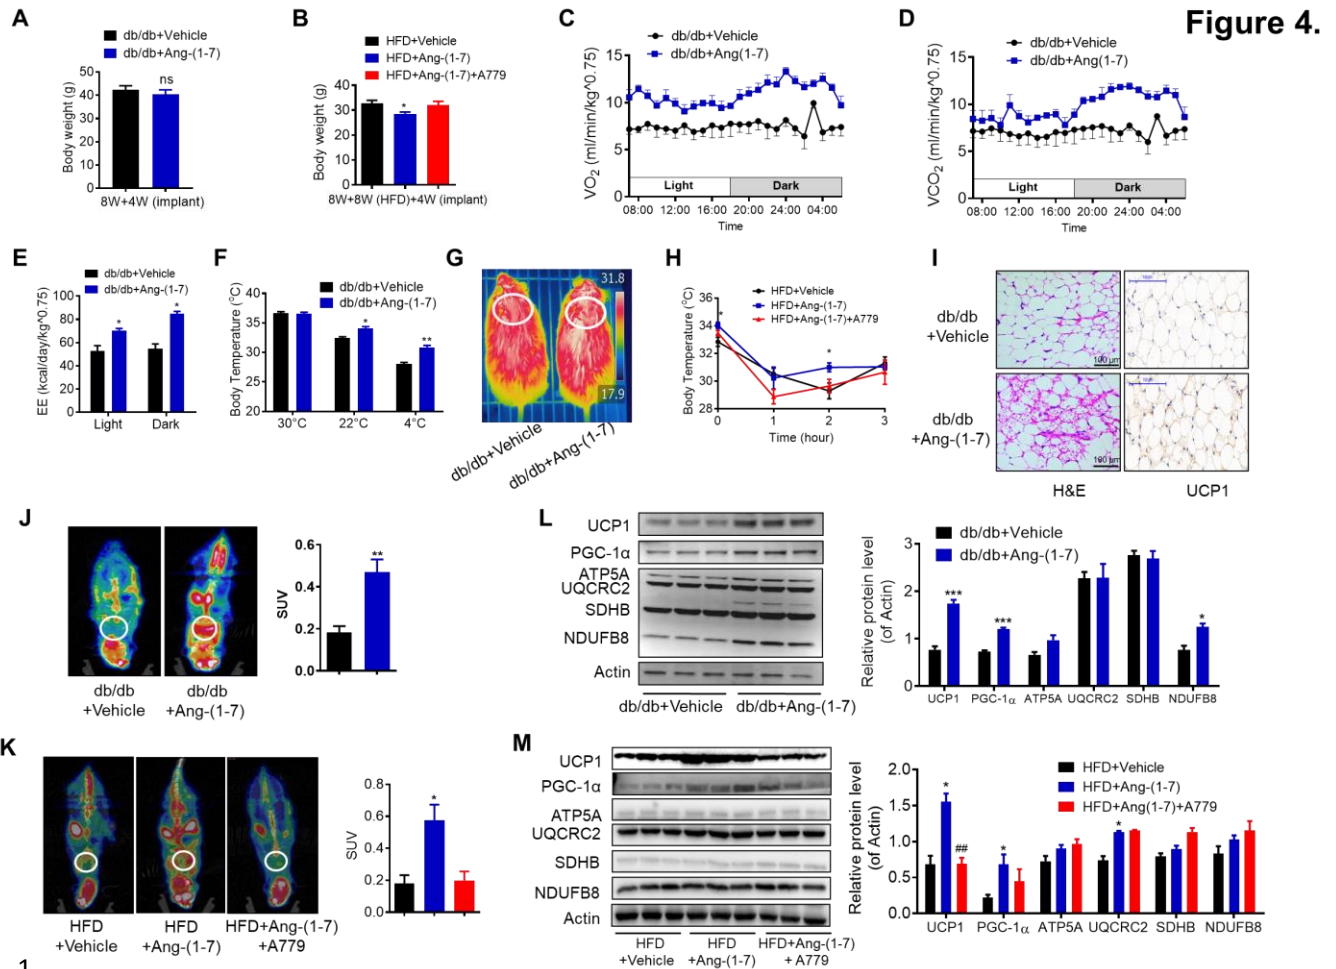 Figure 4.
A
db/db+Vehicle
db/db+Ang-(1-7)
Body weight (g)
50
40
30
20
10
0
ns
8W+4W (implant)
B
HFD+Vehicle
HFD+Ang-(1-7)
HFD+Ang-(1-7)+A779
Body weight (g)
40
30
20
10
0
*
8W+8W (HFD)+4W (implant)
C
db/db+Vehicle
db/db+Ang(1-7)
VO2 (ml/min/kg^0.75)
15
10
5
0
Light
Dark
08:00 12:00 16:00 20:00 24:00 04:00
Time
D
db/db+Vehicle
db/db+Ang(1-7)
VCO2 (ml/min/kg^0.75)
15
10
5
0
Light
Dark
08:00 12:00 16:00 20:00 24:00 04:00
Time
E
db/db+Vehicle
db/db+Ang-(1-7)
EE (kcal/day/kg^0.75)
100
80
60
40
20
0
* *
Light Dark
F
db/db+Vehicle
db/db+Ang-(1-7)
Body Temperature (°C)
40
35
30
25
20
* **
30°C 22°C 4°C
G
31.8
17.9
db/db+Vehicle
db/db+Ang-(1-7)
H
HFD+Vehicle
HFD+Ang-(1-7)
HFD+Ang-(1-7)+A779
Body Temperature (°C)
36
34
32
30
28
* *
0 1 2 3
Time (hour)
I
db/db
+Vehicle
100 μm
db/db
+Ang-(1-7)
100 μm
H&E
UCP1
J
db/db
+Vehicle
db/db
+Ang-(1-7)
SUV
0.6
0.4
0.2
0.0
**
K
HFD
+Vehicle
HFD
+Ang-(1-7)
HFD+Ang-(1-7)
+A779
SUV
0.8
0.6
0.4
0.2
0.0
*
L
UCP1
PGC-1α
ATP5A
UQCRC2
SDHB
NDUFB8
Actin
db/db+Vehicle
db/db+Ang-(1-7)
db/db+Vehicle
db/db+Ang-(1-7)
Relative protein level
(of Actin)
3
2
1
0
*** *** *
UCP1 PGC-1α ATP5A UQCRC2 SDHB NDUFB8
M
UCP1
PGC-1α
ATP5A
UQCRC2
SDHB
NDUFB8
Actin
HFD
+Vehicle
HFD
+Ang-(1-7)
HFD+Ang-(1-7)
+ A779
HFD+Vehicle
HFD+Ang-(1-7)
HFD+Ang(1-7)+A779
Relative protein level
(of Actin)
2.0
1.5
1.0
0.5
0.0
* ## * *
UCP1 PGC-1α ATP5A UQCRC2 SDHB NDUFB8
1